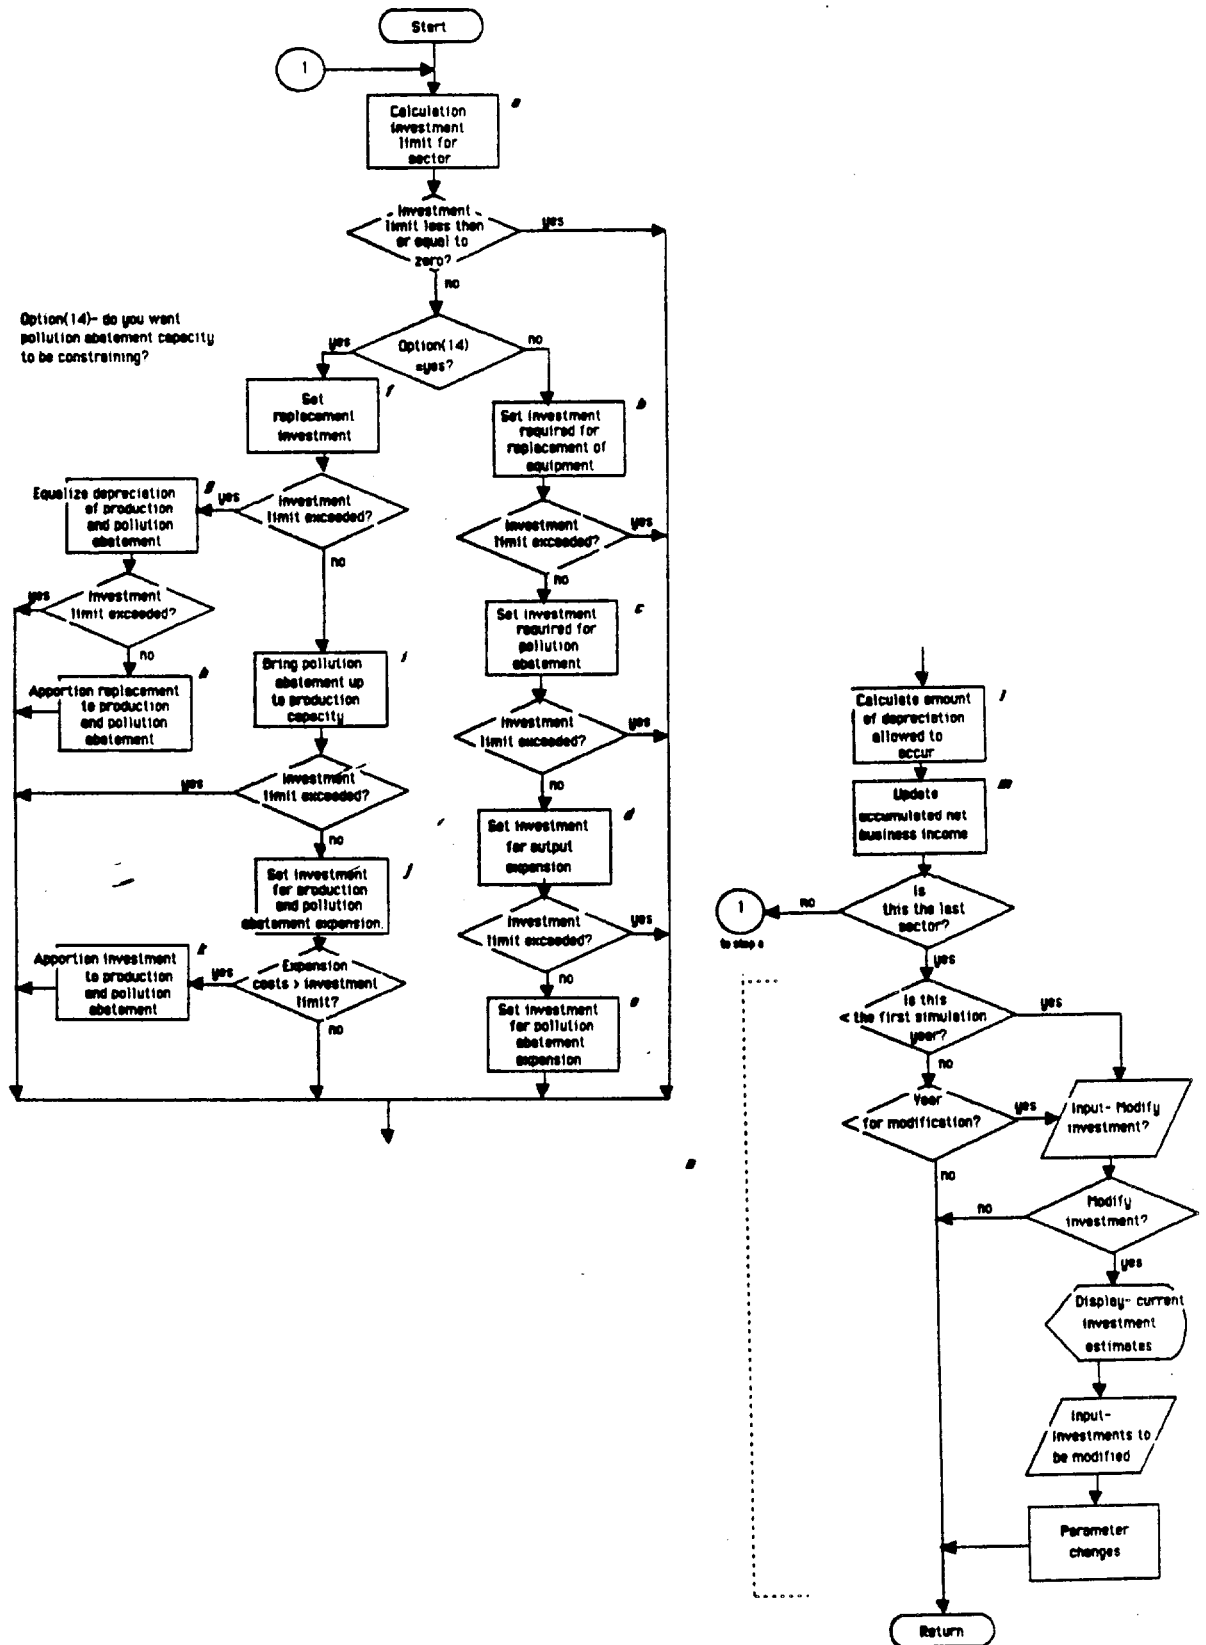 Start
1
a
Calculation
investment
limit for
sector
Investment
limit less then
or equal to
zero?
yes
no
Option(14)- do you want
pollution abatement capacity
to be constraining?
Option(14)
=yes?
yes
no
f
Set
replacement
investment
b
Set investment
required for
replacement of
equipment
g
Equalize depreciation
of production
and pollution
abatement
yes
Investment
limit exceeded?
no
Investment
limit exceeded?
yes
no
yes
Investment
limit exceeded?
no
c
Set investment
required for
pollution
abatement
h
Apportion replacement
to production
and pollution
abatement
i
Bring pollution
abatement up
to production
capacity
Investment
limit exceeded?
yes
no
yes
Investment
limit exceeded?
no
d
Set investment
for output
expansion
j
Set investment
for production
and pollution
abatement expansion.
Investment
limit exceeded?
yes
no
k
Apportion investment
to production
and pollution
abatement
yes
Expansion
costs > investment
limit?
no
e
Set investment
for pollution
abatement
expansion
l
Calculate amount
of depreciation
allowed to
occur
m
Update
accumulated net
business income
1
to step a
no
Is
this the last
sector?
yes
n
Is this
< the first simulation
year?
yes
no
Year
< for modification?
yes
no
Input- Modify
investment?
Modify
investment?
no
yes
Display- current
investment
estimates
Input-
investments to
be modified
Parameter
changes
Return